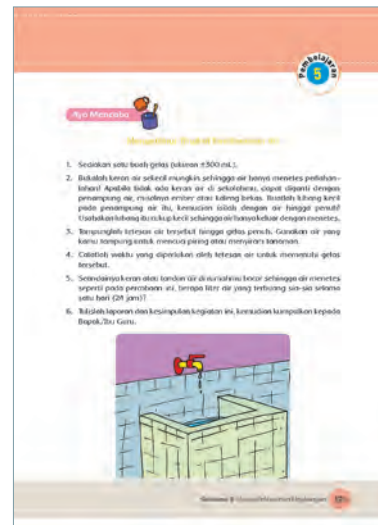 Pembelajaran
5
Ayo Mencoba
1. Sediakan satu buah gelas (ukuran ±300 mL).
2. Bukalah keran air sekecil mungkin sehingga air hanya menetes perlahan-
lahan! Apabila tidak ada keran air di sekolahmu, dapat diganti dengan
penampung air, misalnya ember atau kaleng bekas. Buatlah lubang kecil
pada penampung air itu, kemudian isilah dengan air hingga penuh!
Usahakan lubang itu cukup kecil sehingga air hanya keluar dengan menetes.
3. Tampunglah tetesan air tersebut hingga gelas penuh. Gunakan air yang
kamu tampung untuk mencuci piring atau menyiram tanaman.
4. Catatlah waktu yang diperlukan oleh tetesan air untuk memenuhi gelas
tersebut.
5. Seandainya keran atau tandon air di rumahmu bocor sehingga air menetes
seperti pada percobaan ini, berapa liter air yang terbuang sia-sia selama
satu hari (24 jam)?
6. Tulislah laporan dan kesimpulan kegiatan ini, kemudian kumpulkan kepada
Bapak/Ibu Guru.